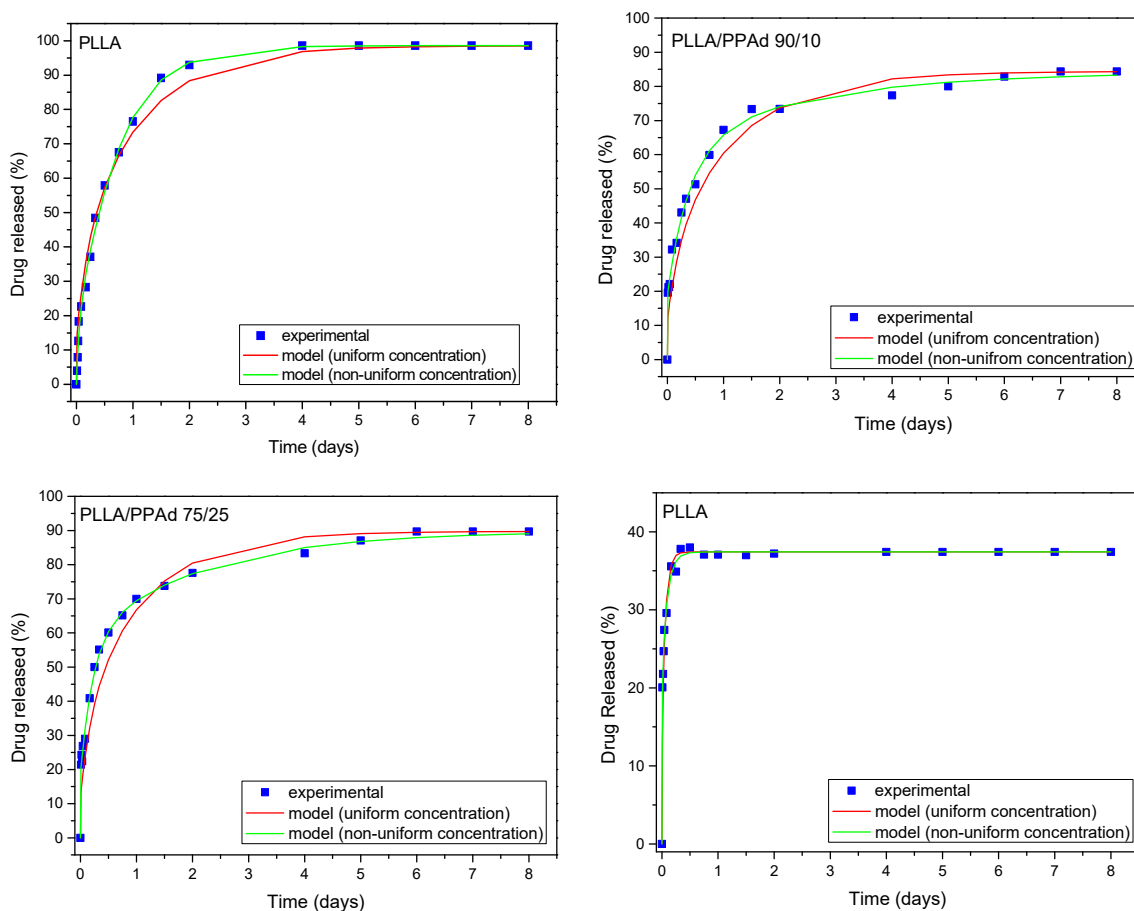 PLLA
100
90
80
70
60
50
40
30
20
10
0
Drug released (%)
experimental
model (uniform concentration)
model (non-uniform concentration)
0 1 2 3 4 5 6 7 8
Time (days)
PLLA/PPAd 90/10
100
90
80
70
60
50
40
30
20
10
0
Drug released (%)
experimental
model (unifrom concentration)
model (non-unifrom concentration)
0 1 2 3 4 5 6 7 8
Time (days)
PLLA/PPAd 75/25
100
90
80
70
60
50
40
30
20
10
0
Drug released (%)
experimental
model (uniform concentration)
model (non-uniform concentration)
0 1 2 3 4 5 6 7 8
Time (days)
PLLA
40
30
20
10
0
Drug Released (%)
experimental
model (uniform concentration)
model (non-uniform concentration)
0 1 2 3 4 5 6 7 8
Time (days)